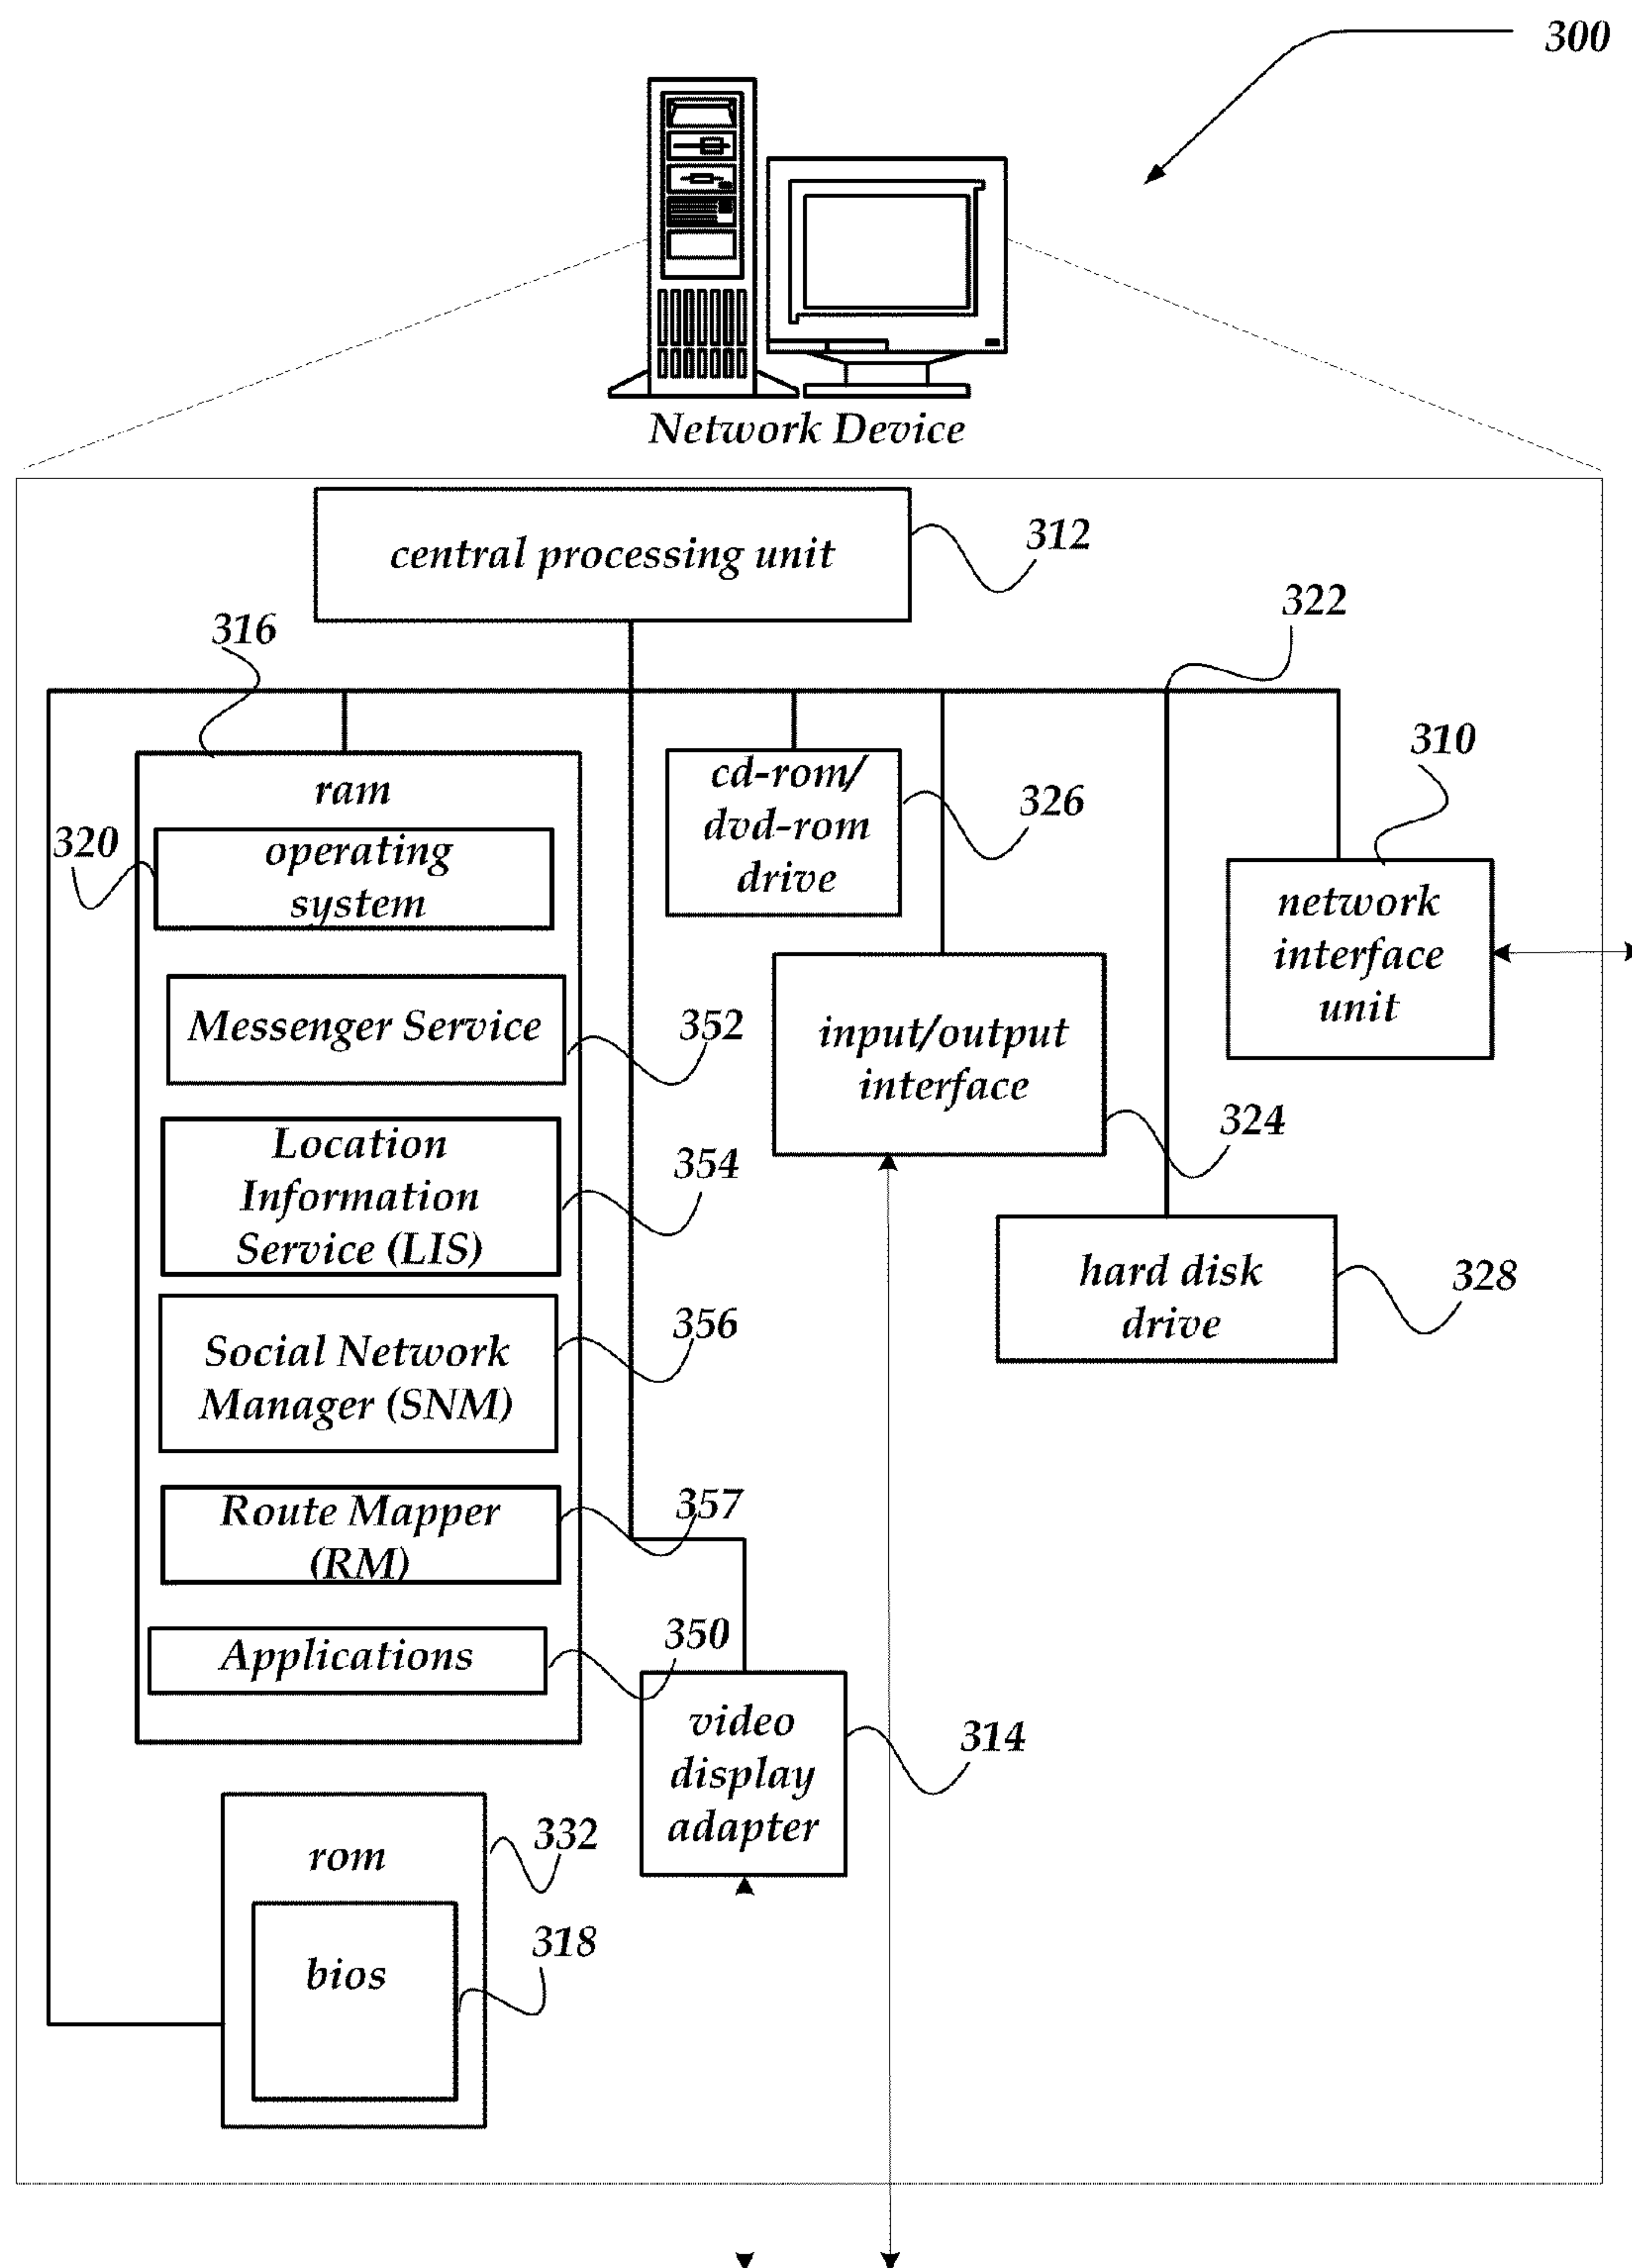 300
Network Device
central processing unit
312
322
316
310
ram
cd-rom/
dvd-rom
drive
326
320
operating
system
network
interface
unit
Messenger Service
352
input/output
interface
324
Location
Information
Service (LIS)
354
hard disk
drive
328
356
Social Network
Manager (SNM)
357
Route Mapper
(RM)
350
Applications
video
display
adapter
314
332
rom
318
bios